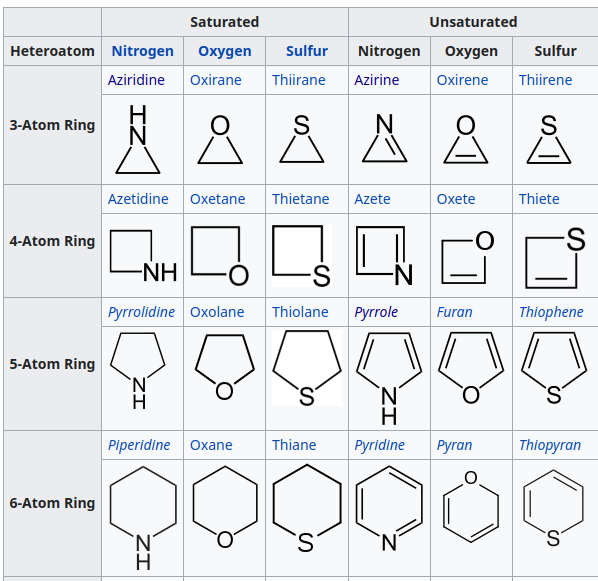 Saturated Unsaturated
Heteroatom Nitrogen Oxygen Sulfur Nitrogen Oxygen Sulfur
3-Atom Ring
Aziridine Oxirane Thiirane Azirine Oxirene Thiirene
H
N O S N O S
4-Atom Ring
Azetidine Oxetane Thietane Azete Oxete Thiete
NH O S N O S
5-Atom Ring
Pyrrolidine Oxolane Thiolane Pyrrole Furan Thiophene
N O S N O S
H H
6-Atom Ring
Piperidine Oxane Thiane Pyridine Pyran Thiopyran
N O S N O S
H